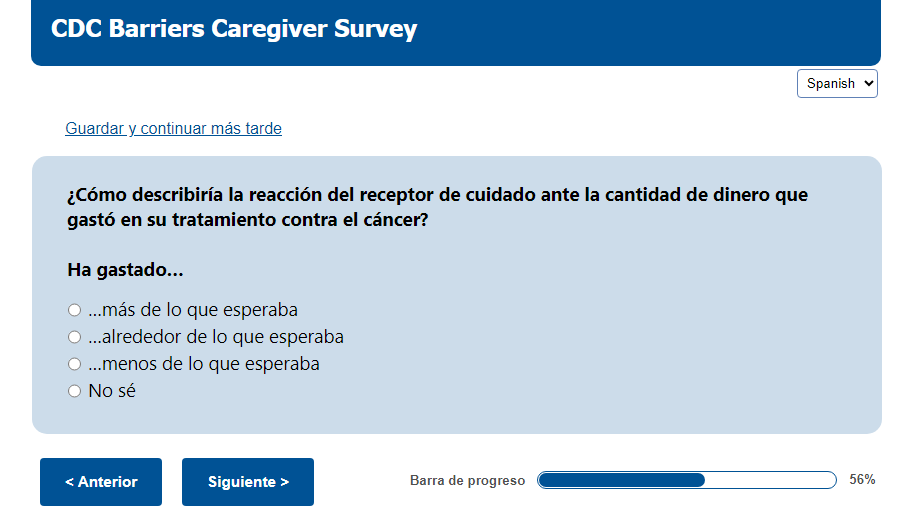 CDC Barriers Caregiver Survey
Spanish
Guardar y continuar más tarde
¿Cómo describiría la reacción del receptor de cuidado ante la cantidad de dinero que
gastó en su tratamiento contra el cáncer?
Ha gastado...
...más de lo que esperaba
...alrededor de lo que esperaba
...menos de lo que esperaba
No sé
< Anterior
Siguiente >
Barra de progreso
56%